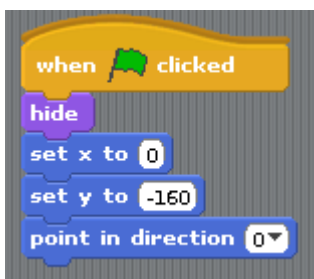 when clicked
hide
set x to 0
set y to -160
point in direction 0